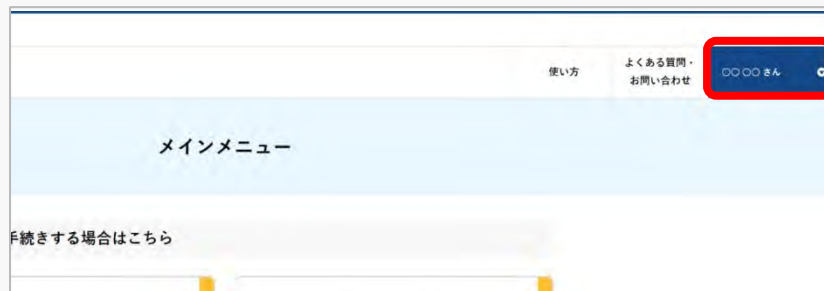 使い方
よくある質問・
お問い合わせ
○○ ○○ さん
メインメニュー
手続きする場合はこちら